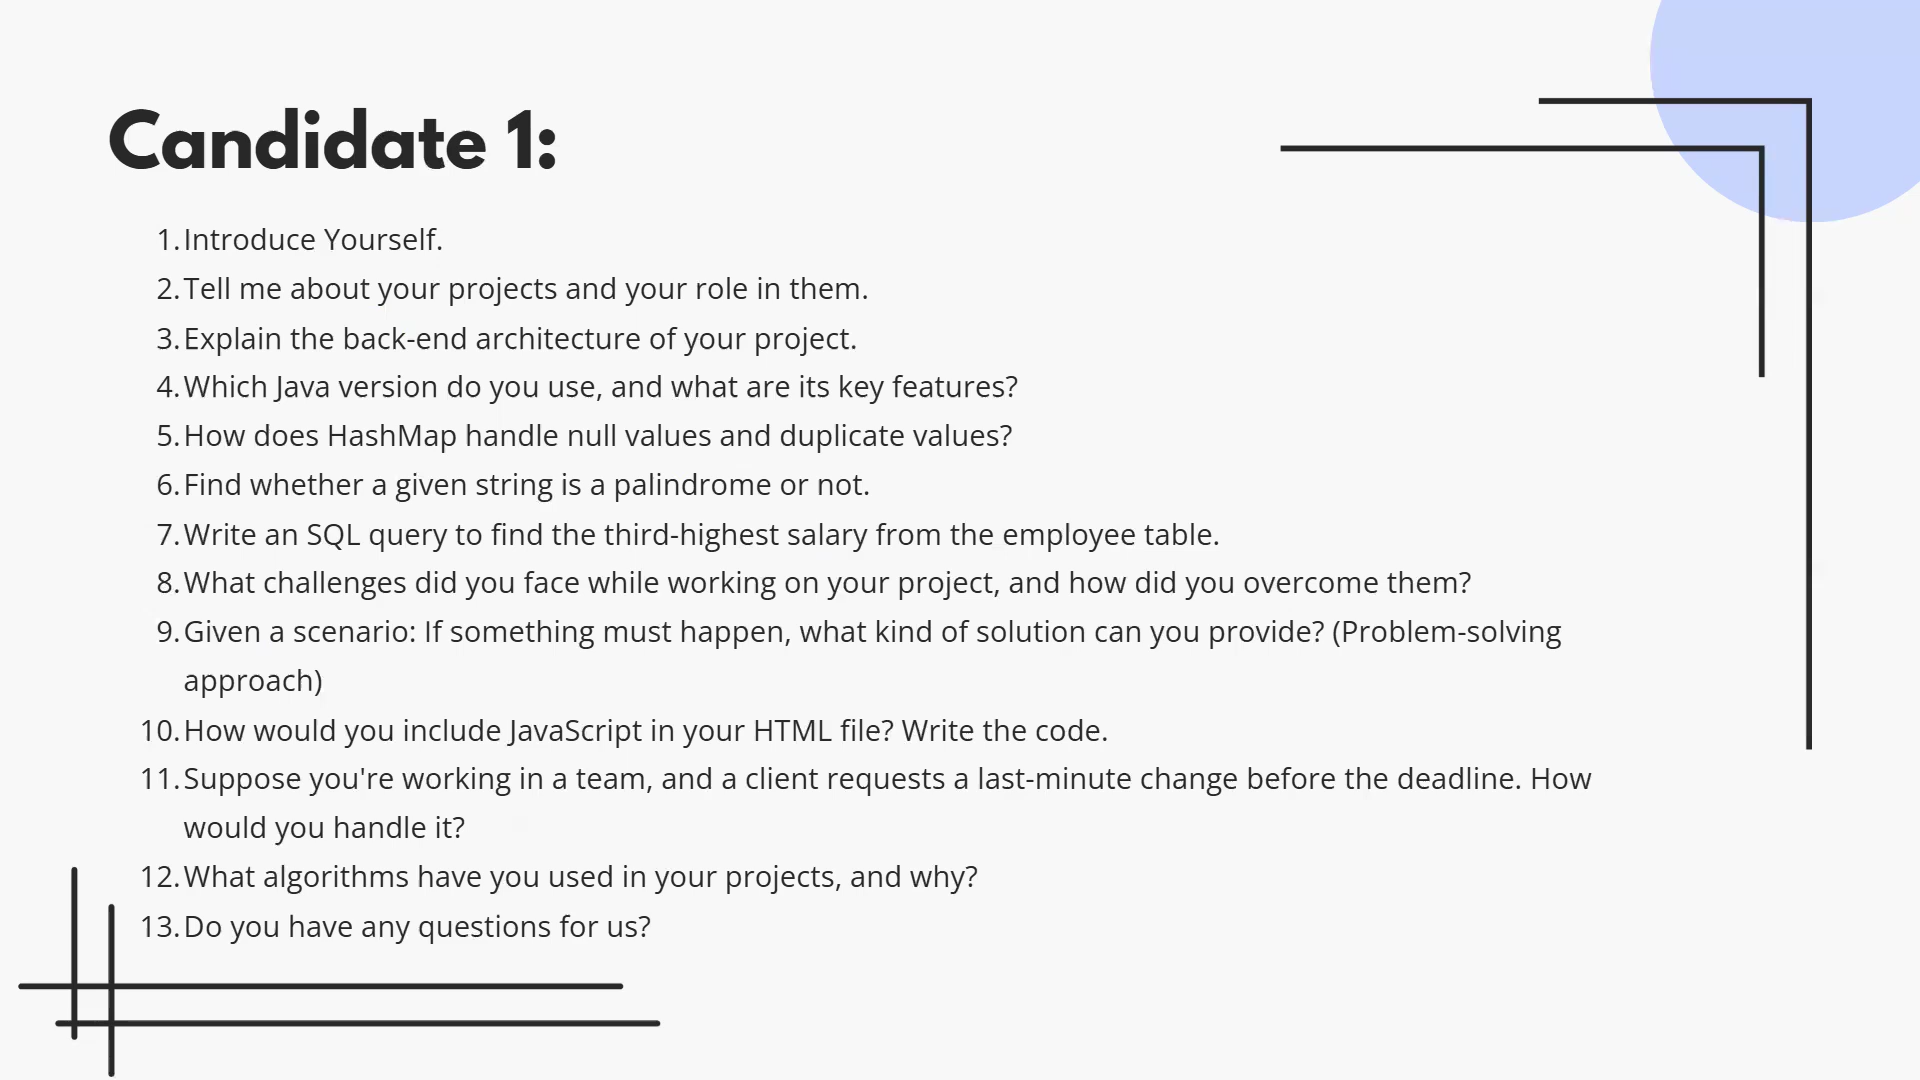 Candidate 1:
1. Introduce Yourself.
2. Tell me about your projects and your role in them.
3. Explain the back-end architecture of your project.
4. Which Java version do you use, and what are its key features?
5. How does HashMap handle null values and duplicate values?
6. Find whether a given string is a palindrome or not.
7. Write an SQL query to find the third-highest salary from the employee table.
8. What challenges did you face while working on your project, and how did you overcome them?
9. Given a scenario: If something must happen, what kind of solution can you provide? (Problem-solving
approach)
10. How would you include JavaScript in your HTML file? Write the code.
11. Suppose you're working in a team, and a client requests a last-minute change before the deadline. How
would you handle it?
12. What algorithms have you used in your projects, and why?
13. Do you have any questions for us?